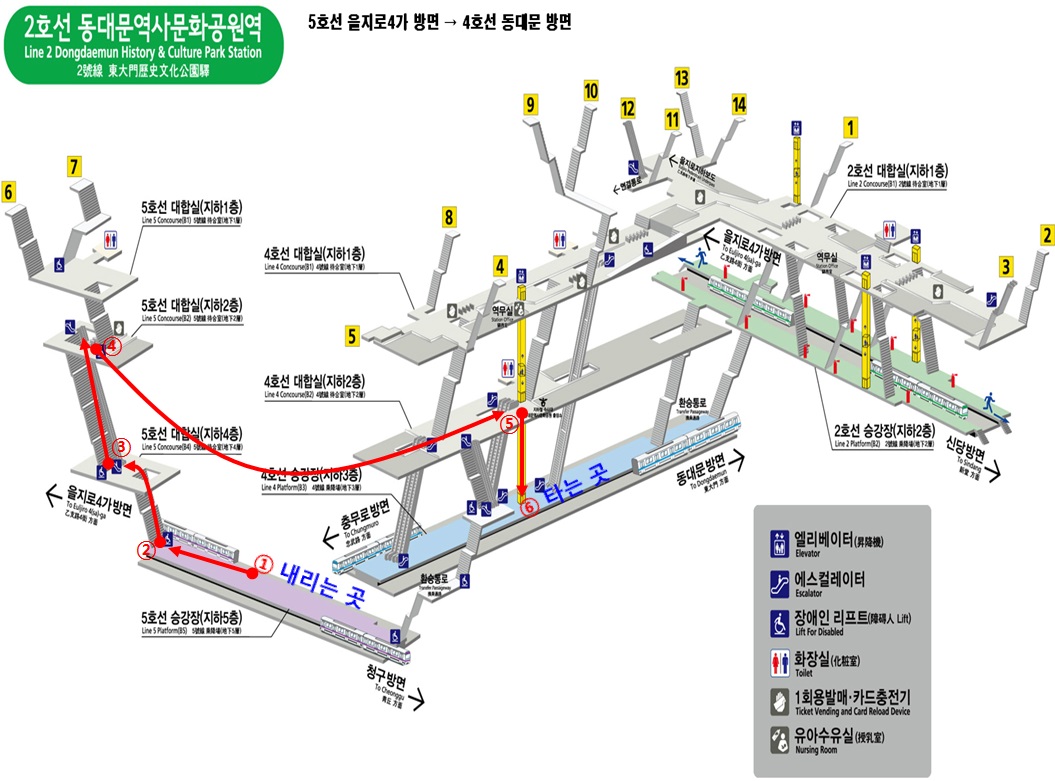 2호선 동대문역사문화공원역
Line 2 Dongdaemun History & Culture Park Station
2號線 東大門歷史文化公園驛
5호선 을지로4가 방면 → 4호선 동대문 방면
13
10
9
12
14
11
1
7
6
8
4
2
3
5
을지로지하보도
연결통로
2호선 대합실(지하1층)
Line 2 Concourse(B1) 2號線 待合室(地下1層)
5호선 대합실(지하1층)
Line 5 Concourse(B1) 5號線 待合室(地下1層)
4호선 대합실(지하1층)
Line 4 Concourse(B1) 4號線 待合室(地下1層)
을지로4가방면
To Euljiro 4(sa)-ga
乙支路4街 方面
역무실
Station Office
역무실
Station Office
5호선 대합실(지하2층)
Line 5 Concourse(B2) 5號線 待合室(地下2層)
④
4호선 대합실(지하2층)
Line 4 Concourse(B2) 4號線 待合室(地下2層)
⑤
환승통로
Transfer Passageway
2호선 승강장(지하2층)
Line 2 Platform(B2) 2號線 乘降場(地下2層)
신당방면
To Sindang
新堂 方面
③
5호선 대합실(지하4층)
Line 5 Concourse(B4) 5號線 待合室(地下4層)
4호선 승강장(지하3층)
Line 4 Platform(B3) 4號線 乘降場(地下3層)
동대문방면
To Dongdaemun
東大門 方面
타는 곳
⑥
을지로4가방면
To Euljiro 4(sa)-ga
乙支路4街 方面
충무로방면
To Chungmuro
忠武路 方面
②
①
내리는 곳
환승통로
Transfer Passageway
5호선 승강장(지하5층)
Line 5 Platform(B5) 5號線 乘降場(地下5層)
청구방면
To Cheonggu
靑丘 方面
엘리베이터(昇降機)
Elevator
에스컬레이터
Escalator
장애인 리프트(障碍人 Lift)
Lift For Disabled
화장실(化粧室)
Toilet
1회용발매·카드충전기
Ticket Vending and Card Reload Device
유아수유실(授乳室)
Nursing Room